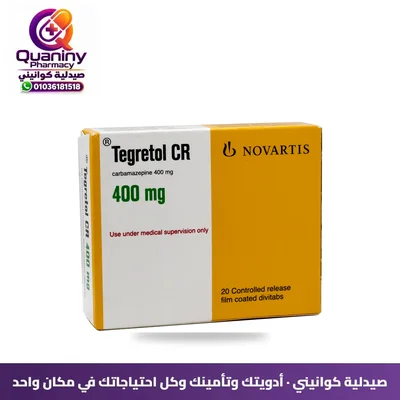 Quaniny
Pharmacy
صيدلية كوانيني
01036181518
® Tegretol CR
carbamazepine 400 mg
400 mg
Use under medical supervision only
NOVARTIS
20 Controlled release
film coated divitabs
Tegretol CR 400 mg
صيدلية كوانيني - أدويتك وتأمينك وكل احتياجاتك في مكان واحد